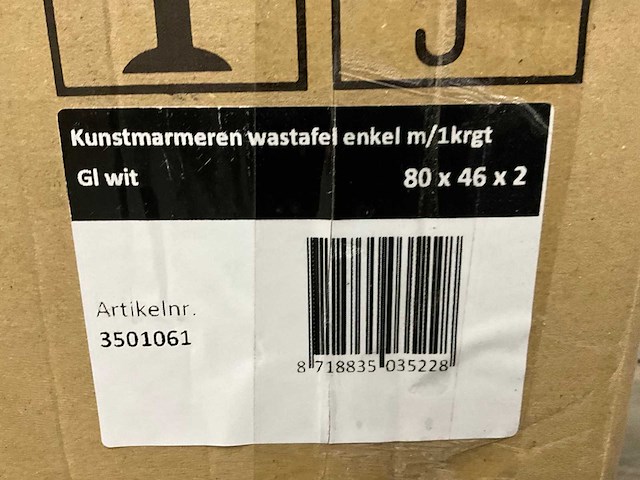 Kunstmarmeren wastafel enkel m/1krgt
Gl wit 80 x 46 x 2
Artikelnr.
3501061
8 718835 035228